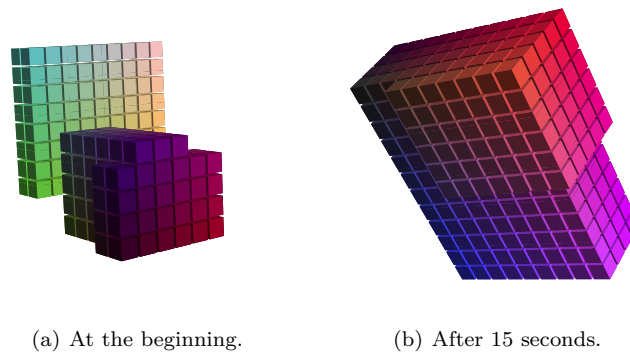 (a) At the beginning.
(b) After 15 seconds.